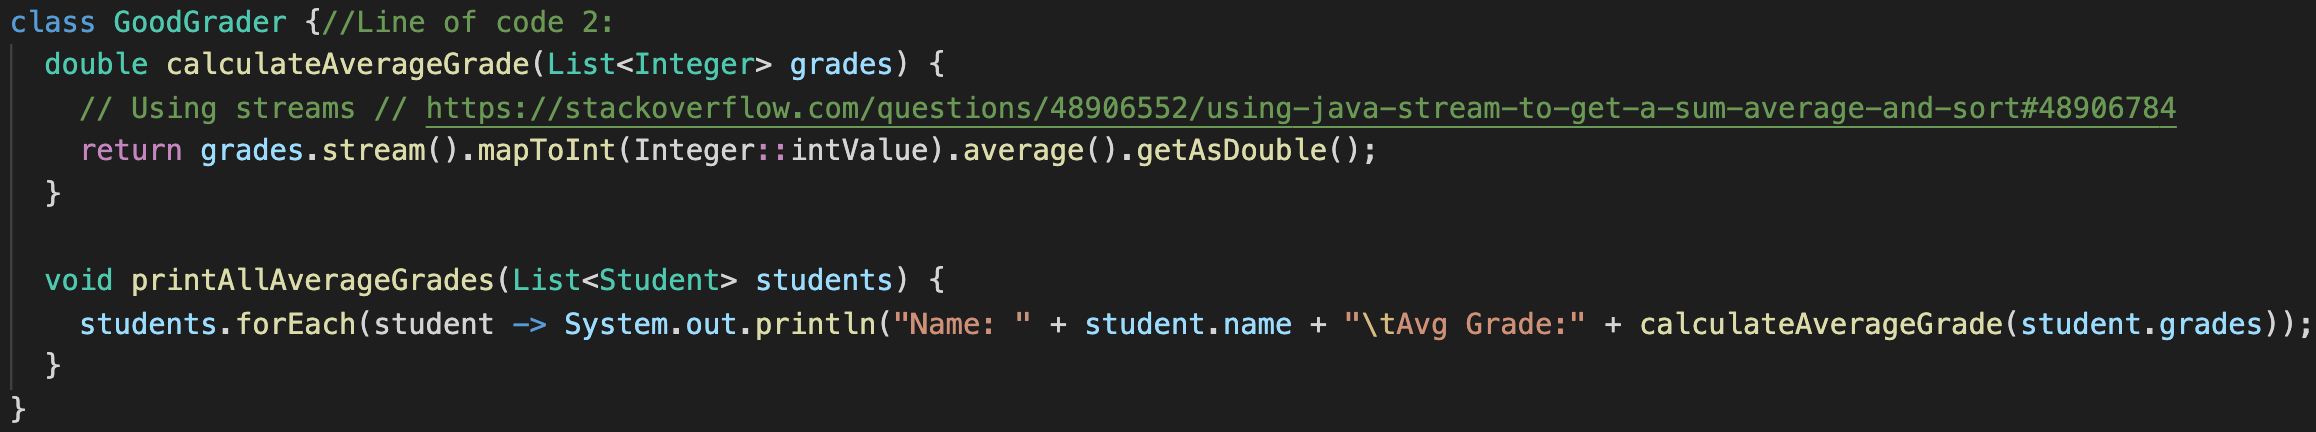 class GoodGrader {//Line of code 2:
  double calculateAverageGrade(List<Integer> grades) {
    // Using streams // https://stackoverflow.com/questions/48906552/using-java-stream-to-get-a-sum-average-and-sort#48906784
    return grades.stream().mapToInt(Integer::intValue).average().getAsDouble();
  }

  void printAllAverageGrades(List<Student> students) {
    students.forEach(student -> System.out.println("Name: " + student.name + "\tAvg Grade:" + calculateAverageGrade(student.grades));
  }
}